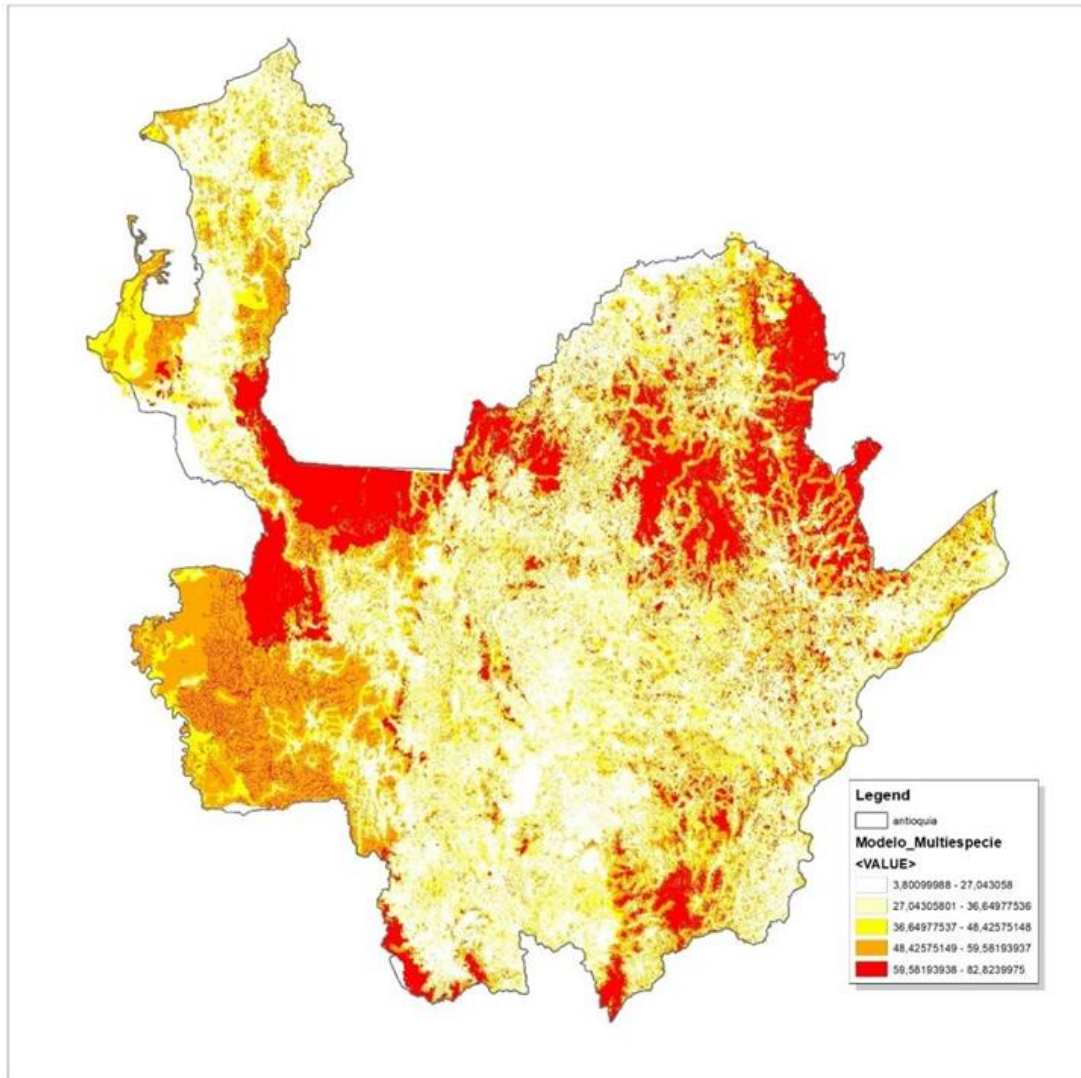 Legend
antioquia
Modelo_Multiespecie
<VALUE>
3,80099988 - 27,043058
27,04305801 - 36,64977536
36,64977537 - 48,42575148
48,42575149 - 59,58193937
59,58193938 - 82,8239975